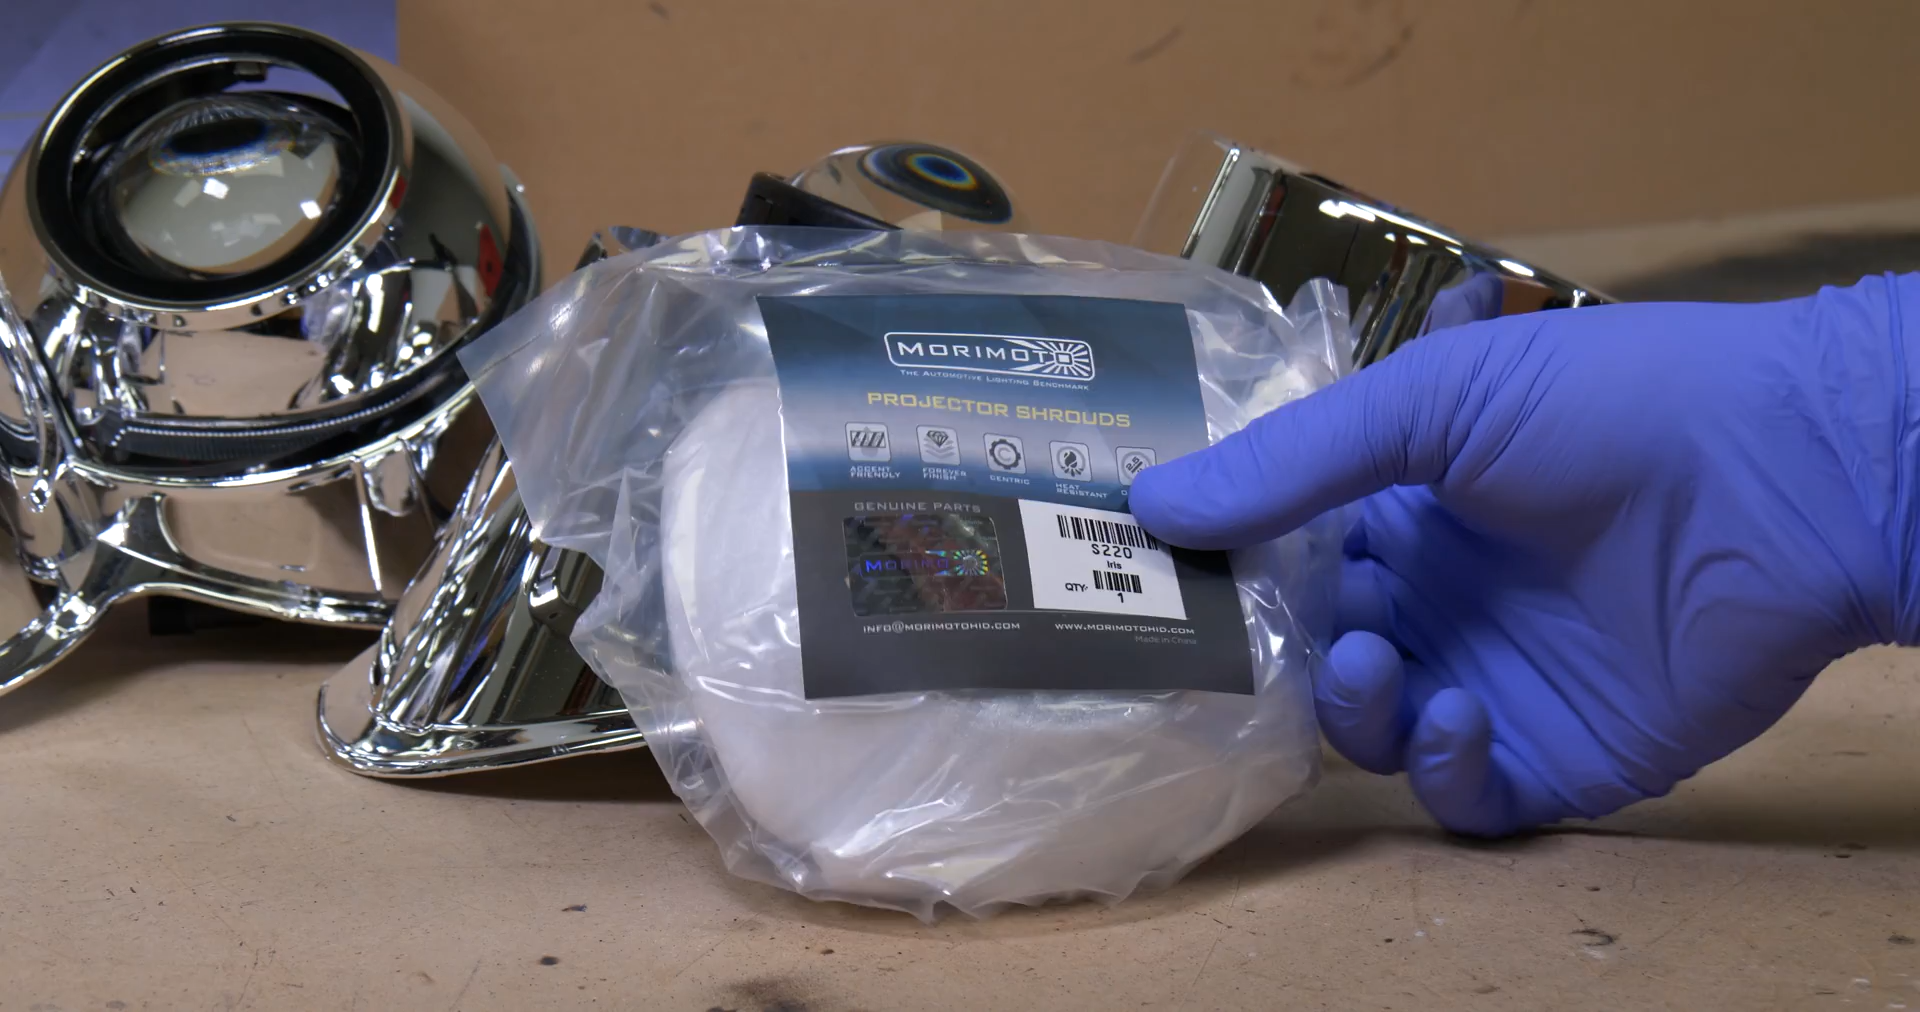 MORIMOTO
THE AUTOMOTIVE LIGHTING BENCHMARK
PROJECTOR SHROUDS
ACCENT FRIENDLY
FOREVER FINISH
CENTRIC
HEAT RESISTANT
GENUINE PARTS
MORIMO
S220
Iris
QTY:
1
INFO@MORIMOTOHID.COM
WWW.MORIMOTOHID.COM
Made in China